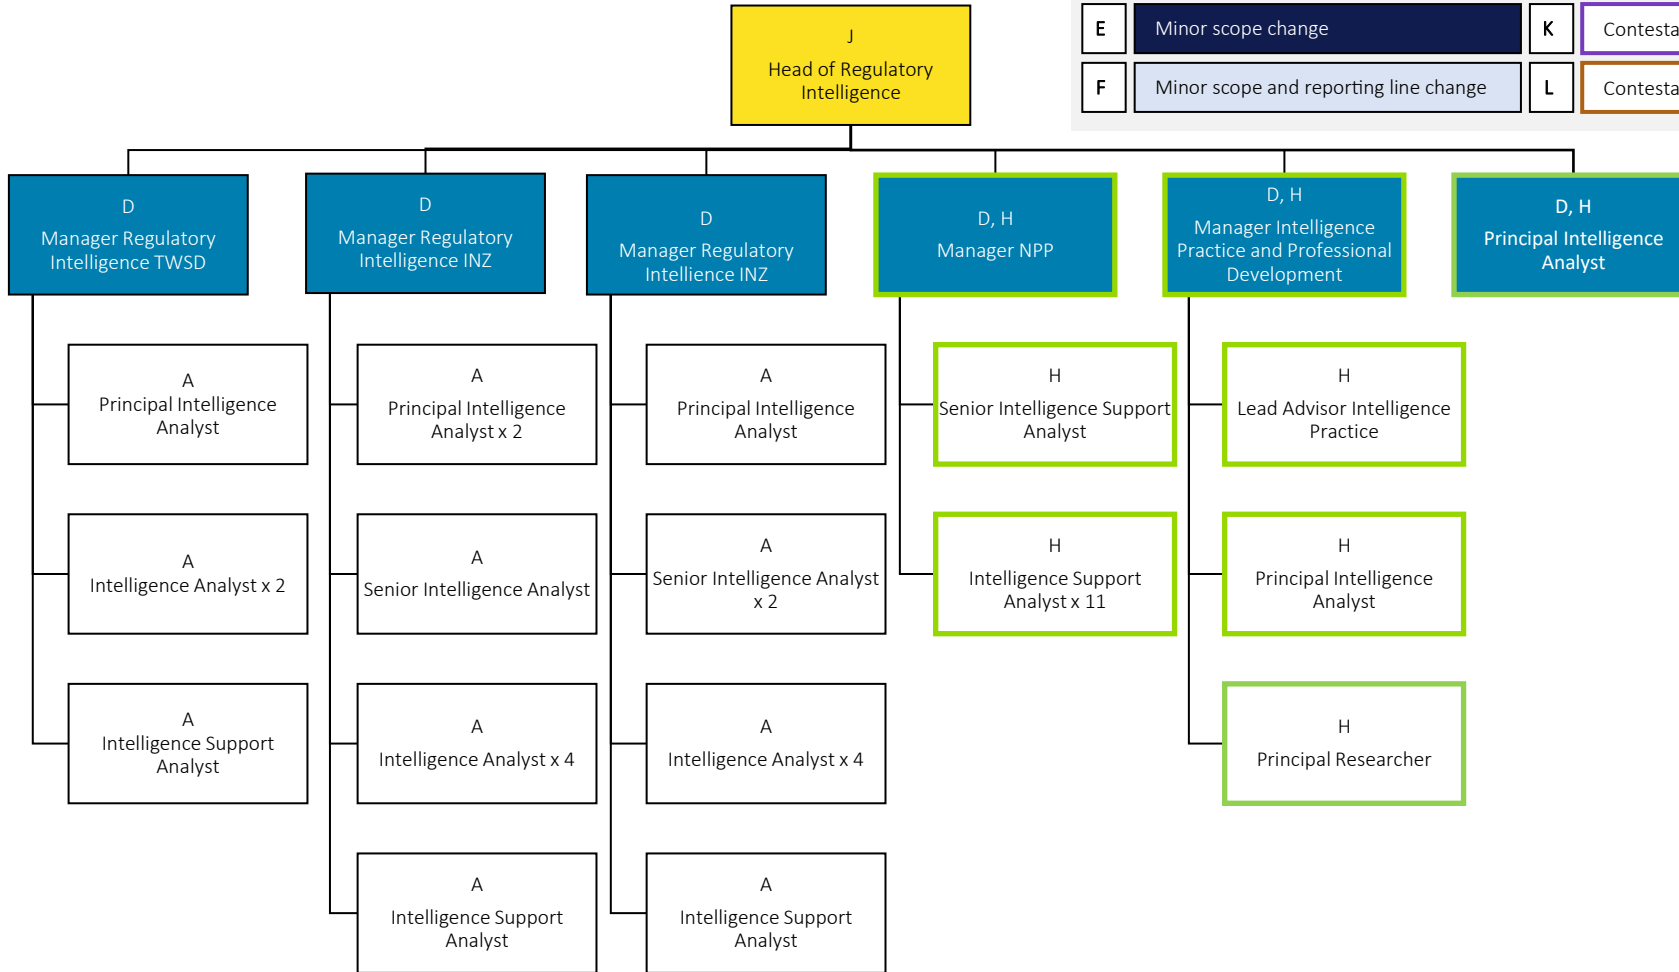 E
Minor scope change
K
F
Minor scope and reporting line change
L
J
Head of Regulatory
Intelligence
D
Manager Regulatory
Intelligence TWSD
D
Manager Regulatory
Intelligence INZ
D
Manager Regulatory
Intellience INZ
D, H
Manager NPP
D, H
Manager Intelligence
Practice and Professional
Development
D, H
Principal Intelligence
Analyst
A
Principal Intelligence
Analyst
A
Principal Intelligence
Analyst x 2
A
Principal Intelligence
Analyst
H
Senior Intelligence Support
Analyst
H
Lead Advisor Intelligence
Practice
A
Intelligence Analyst x 2
A
Senior Intelligence Analyst
A
Senior Intelligence Analyst
x 2
H
Intelligence Support
Analyst x 11
H
Principal Intelligence
Analyst
A
Intelligence Support
Analyst
A
Intelligence Analyst x 4
A
Intelligence Analyst x 4
H
Principal Researcher
A
Intelligence Support
Analyst
A
Intelligence Support
Analyst